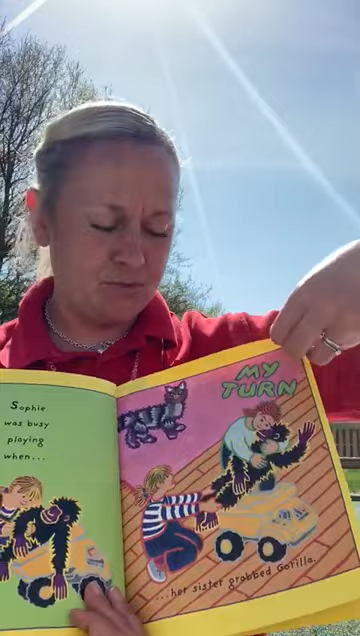 Sophie
was busy
playing
when...
MY
TURN
...her sister grabbed Gorilla.